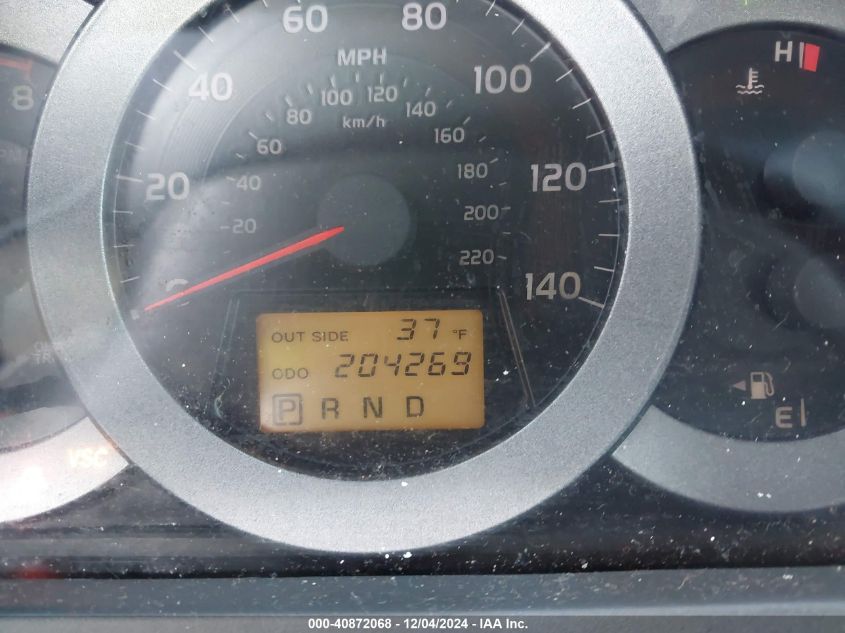 60 80
40 MPH 100
100 120
80 140
km/h
60 160
20 40 180 120
20 200
220
140
8
H
E
OUT SIDE 37 °F
ODO 204269
P R N D
VSC
000-40872068 - 12/04/2024 - IAA Inc.